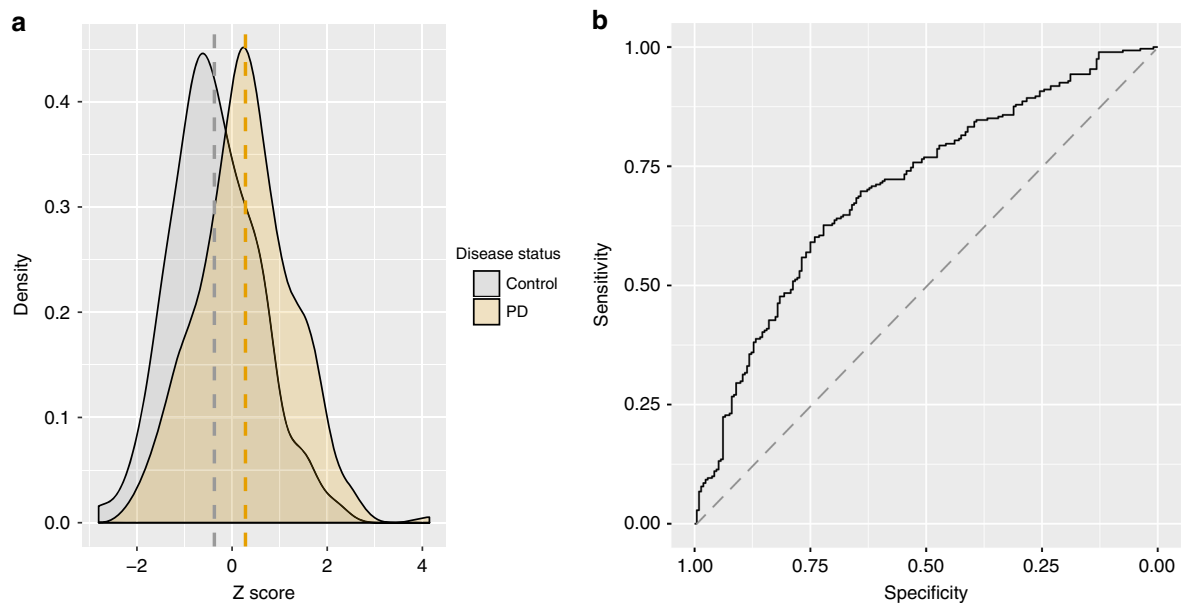 a
Density
0.4
0.3
0.2
0.1
0.0
−2
0
2
4
Z score
Disease status
Control
PD
b
Sensitivity
1.00
0.75
0.50
0.25
0.00
1.00
0.75
0.50
0.25
0.00
Specificity